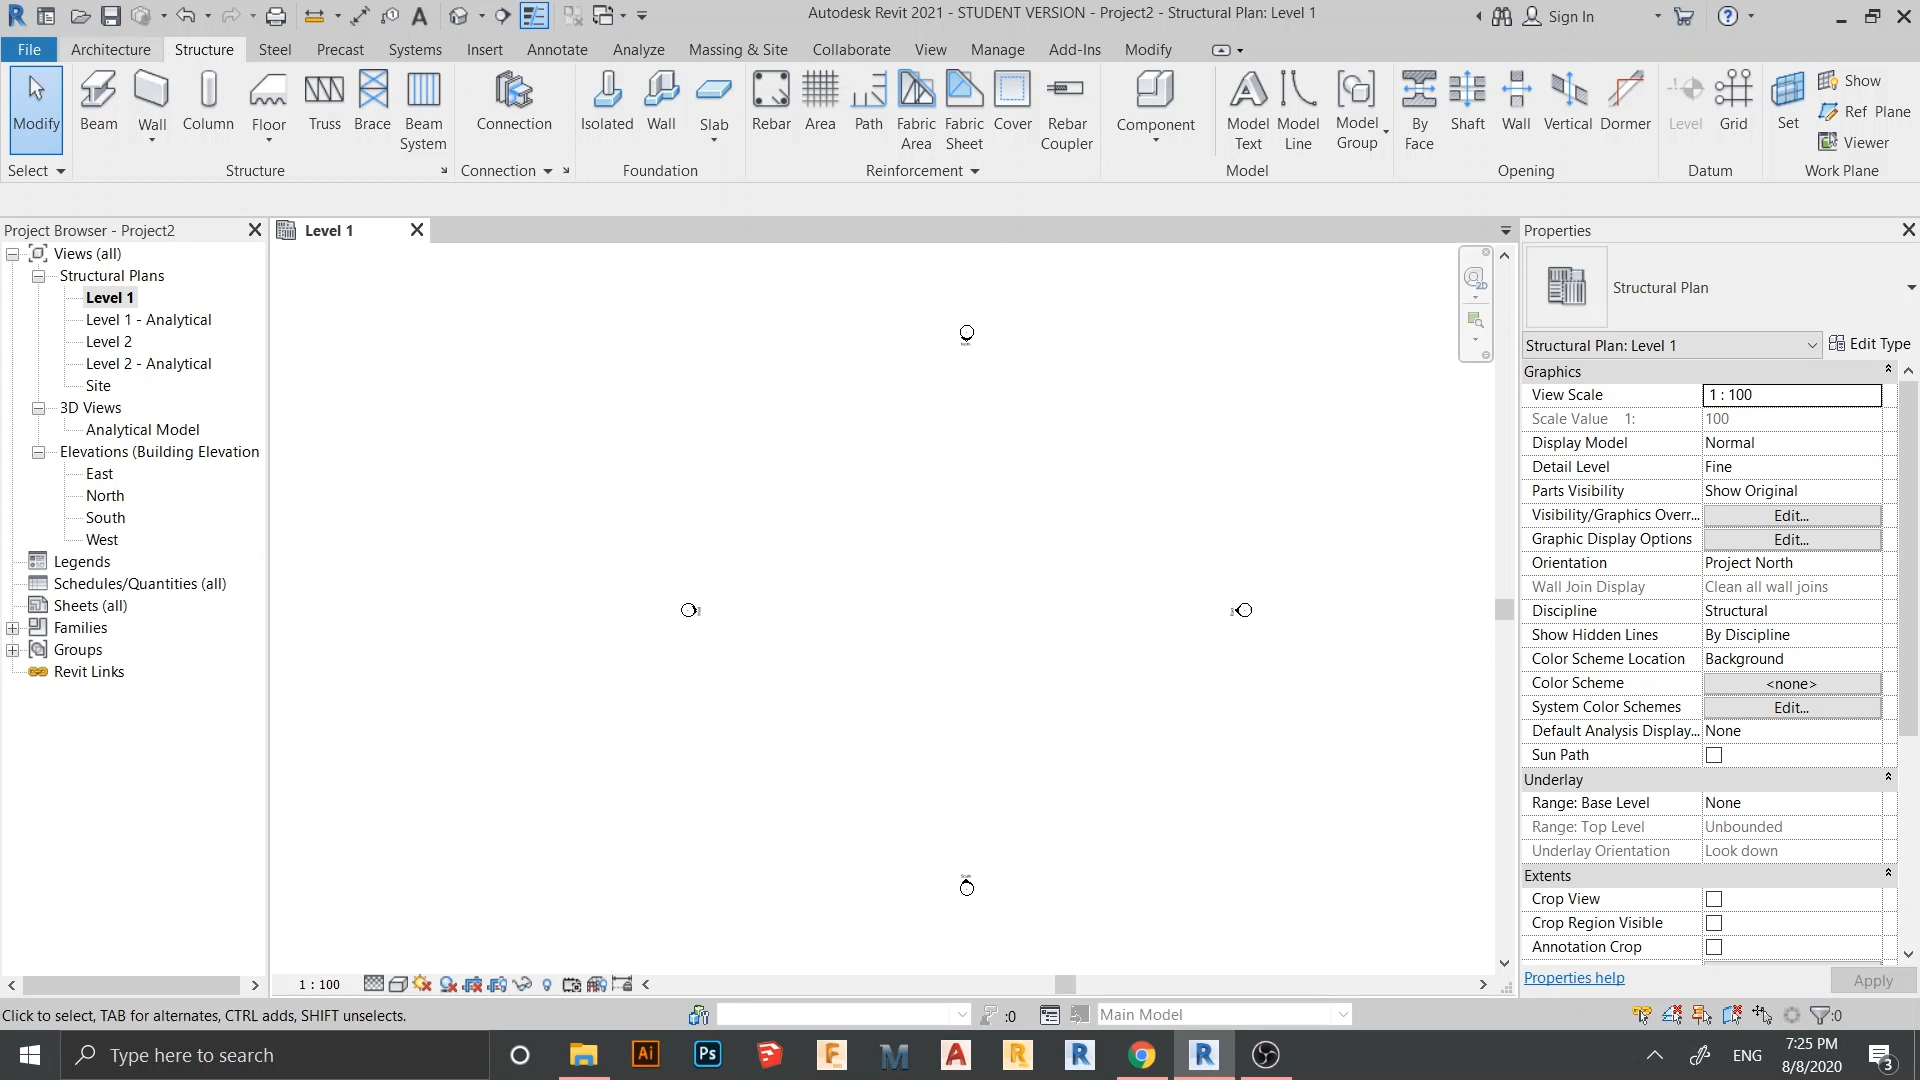 Autodesk Revit 2021 - STUDENT VERSION - Project2 - Structural Plan: Level 1
Sign In
File
Architecture
Structure
Steel
Precast
Systems
Insert
Annotate
Analyze
Massing & Site
Collaborate
View
Manage
Add-Ins
Modify
Modify
Beam
Wall
Column
Floor
Truss
Brace
Beam
System
Connection
Isolated
Wall
Slab
Rebar
Area
Path
Fabric
Area
Fabric
Sheet
Cover
Rebar
Coupler
Component
Model
Text
Model
Line
Model
Group
By
Face
Shaft
Wall
Vertical
Dormer
Level
Grid
Set
Show
Ref Plane
Viewer
Select
Structure
Connection
Foundation
Reinforcement
Model
Opening
Datum
Work Plane
Project Browser - Project2
Views (all)
Structural Plans
Level 1
Level 1 - Analytical
Level 2
Level 2 - Analytical
Site
3D Views
Analytical Model
Elevations (Building Elevation
East
North
South
West
Legends
Schedules/Quantities (all)
Sheets (all)
Families
Groups
Revit Links
Level 1
2D
Properties
Structural Plan
Structural Plan: Level 1
Edit Type
Graphics
View Scale 1 : 100
Scale Value 1: 100
Display Model Normal
Detail Level Fine
Parts Visibility Show Original
Visibility/Graphics Overr... Edit...
Graphic Display Options Edit...
Orientation Project North
Wall Join Display Clean all wall joins
Discipline Structural
Show Hidden Lines By Discipline
Color Scheme Location Background
Color Scheme <none>
System Color Schemes Edit...
Default Analysis Display... None
Sun Path
Underlay
Range: Base Level None
Range: Top Level Unbounded
Underlay Orientation Look down
Extents
Crop View
Crop Region Visible
Annotation Crop
Properties help
Apply
1 : 100
Click to select, TAB for alternates, CTRL adds, SHIFT unselects.
:0
Main Model
:0
Type here to search
Ai
Ps
ENG
7:25 PM
8/8/2020
3